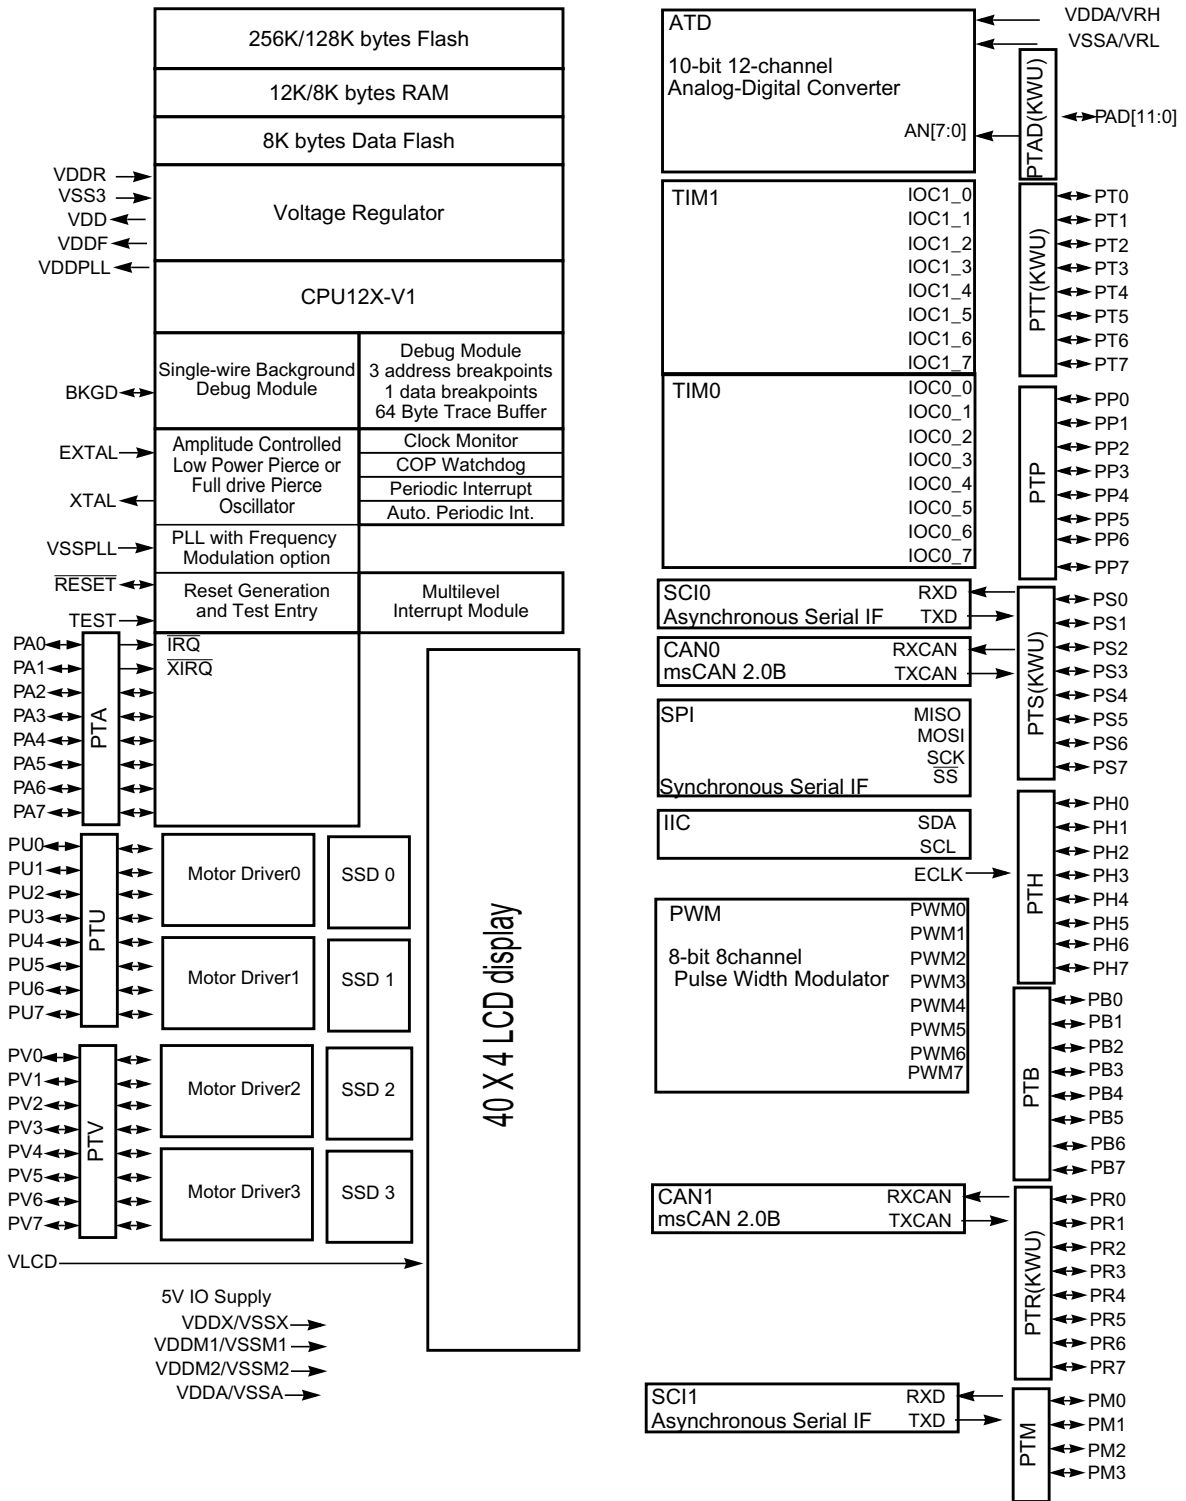 256K/128K bytes Flash
12K/8K bytes RAM
8K bytes Data Flash
VDDR
VSS3
VDD
VDDF
VDDPLL
Voltage Regulator
CPU12X-V1
BKGD
Single-wire Background
Debug Module
Debug Module
3 address breakpoints
1 data breakpoints
64 Byte Trace Buffer
EXTAL
XTAL
Amplitude Controlled
Low Power Pierce or
Full drive Pierce
Oscillator
Clock Monitor
COP Watchdog
Periodic Interrupt
Auto. Periodic Int.
VSSPLL
PLL with Frequency
Modulation option
RESET
TEST
Reset Generation
and Test Entry
Multilevel
Interrupt Module
PA0
PA1
PA2
PA3
PA4
PA5
PA6
PA7
PTA
IRQ
XIRQ
PU0
PU1
PU2
PU3
PU4
PU5
PU6
PU7
PTU
Motor Driver0
SSD 0
Motor Driver1
SSD 1
PV0
PV1
PV2
PV3
PV4
PV5
PV6
PV7
PTV
Motor Driver2
SSD 2
Motor Driver3
SSD 3
40 X 4 LCD display
VLCD
5V IO Supply
VDDX/VSSX
VDDM1/VSSM1
VDDM2/VSSM2
VDDA/VSSA
ATD
10-bit 12-channel
Analog-Digital Converter
AN[7:0]
VDDA/VRH
VSSA/VRL
PTAD(KWU)
PAD[11:0]
TIM1
IOC1_0
IOC1_1
IOC1_2
IOC1_3
IOC1_4
IOC1_5
IOC1_6
IOC1_7
PTT(KWU)
PT0
PT1
PT2
PT3
PT4
PT5
PT6
PT7
TIM0
IOC0_0
IOC0_1
IOC0_2
IOC0_3
IOC0_4
IOC0_5
IOC0_6
IOC0_7
PTP
PP0
PP1
PP2
PP3
PP4
PP5
PP6
PP7
SCI0
Asynchronous Serial IF
RXD
TXD
CAN0
msCAN 2.0B
RXCAN
TXCAN
SPI
Synchronous Serial IF
MISO
MOSI
SCK
SS
PTS(KWU)
PS0
PS1
PS2
PS3
PS4
PS5
PS6
PS7
IIC
SDA
SCL
ECLK
PTH
PH0
PH1
PH2
PH3
PH4
PH5
PH6
PH7
PWM
8-bit 8channel
Pulse Width Modulator
PWM0
PWM1
PWM2
PWM3
PWM4
PWM5
PWM6
PWM7
PTB
PB0
PB1
PB2
PB3
PB4
PB5
PB6
PB7
CAN1
msCAN 2.0B
RXCAN
TXCAN
PTR(KWU)
PR0
PR1
PR2
PR3
PR4
PR5
PR6
PR7
SCI1
Asynchronous Serial IF
RXD
TXD
PTM
PM0
PM1
PM2
PM3